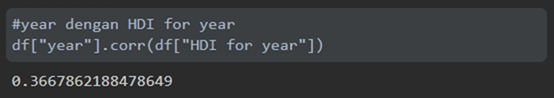 #year dengan HDI for year
df["year"].corr(df["HDI for year"])
0.3667862188478649